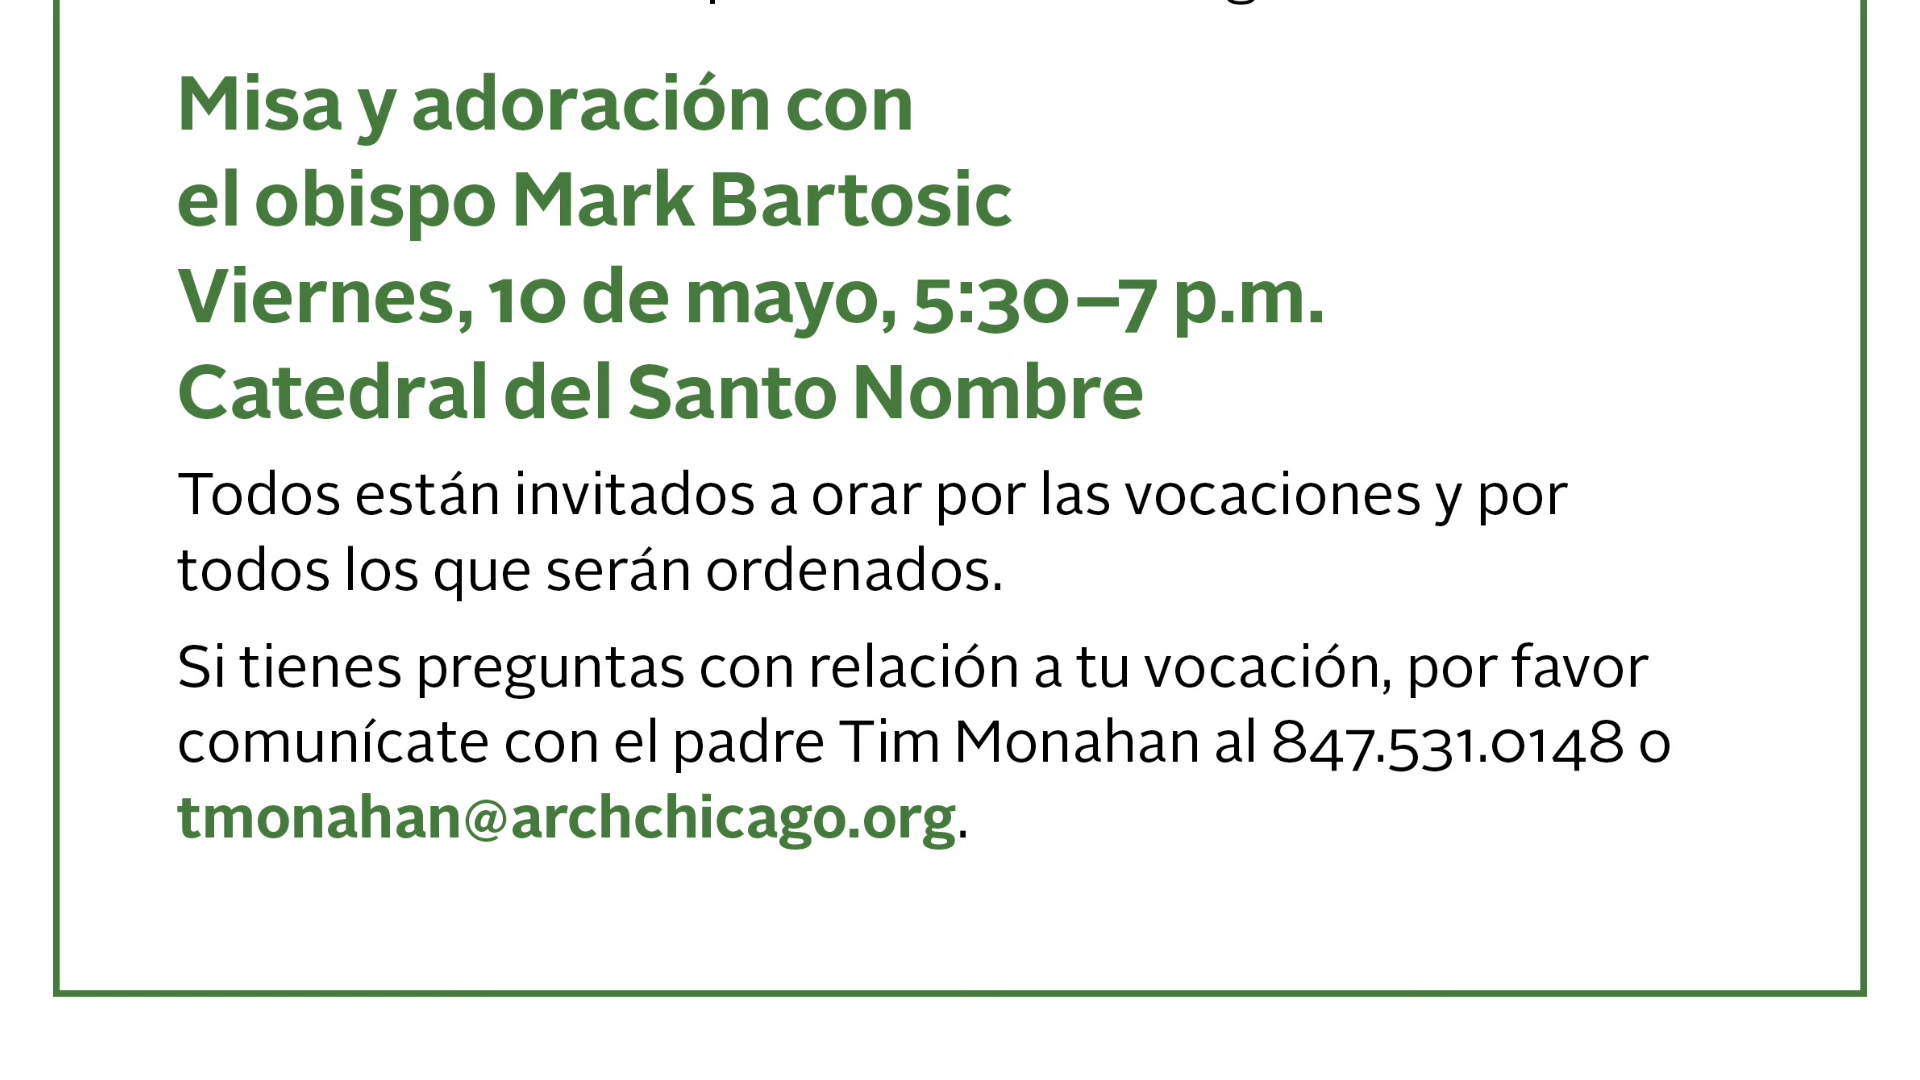 Misa y adoración con
el obispo Mark Bartosic
Viernes, 10 de mayo, 5:30–7 p.m.
Catedral del Santo Nombre
Todos están invitados a orar por las vocaciones y por
todos los que serán ordenados.
Si tienes preguntas con relación a tu vocación, por favor
comunícate con el padre Tim Monahan al 847.531.0148 o
tmonahan@archchicago.org.